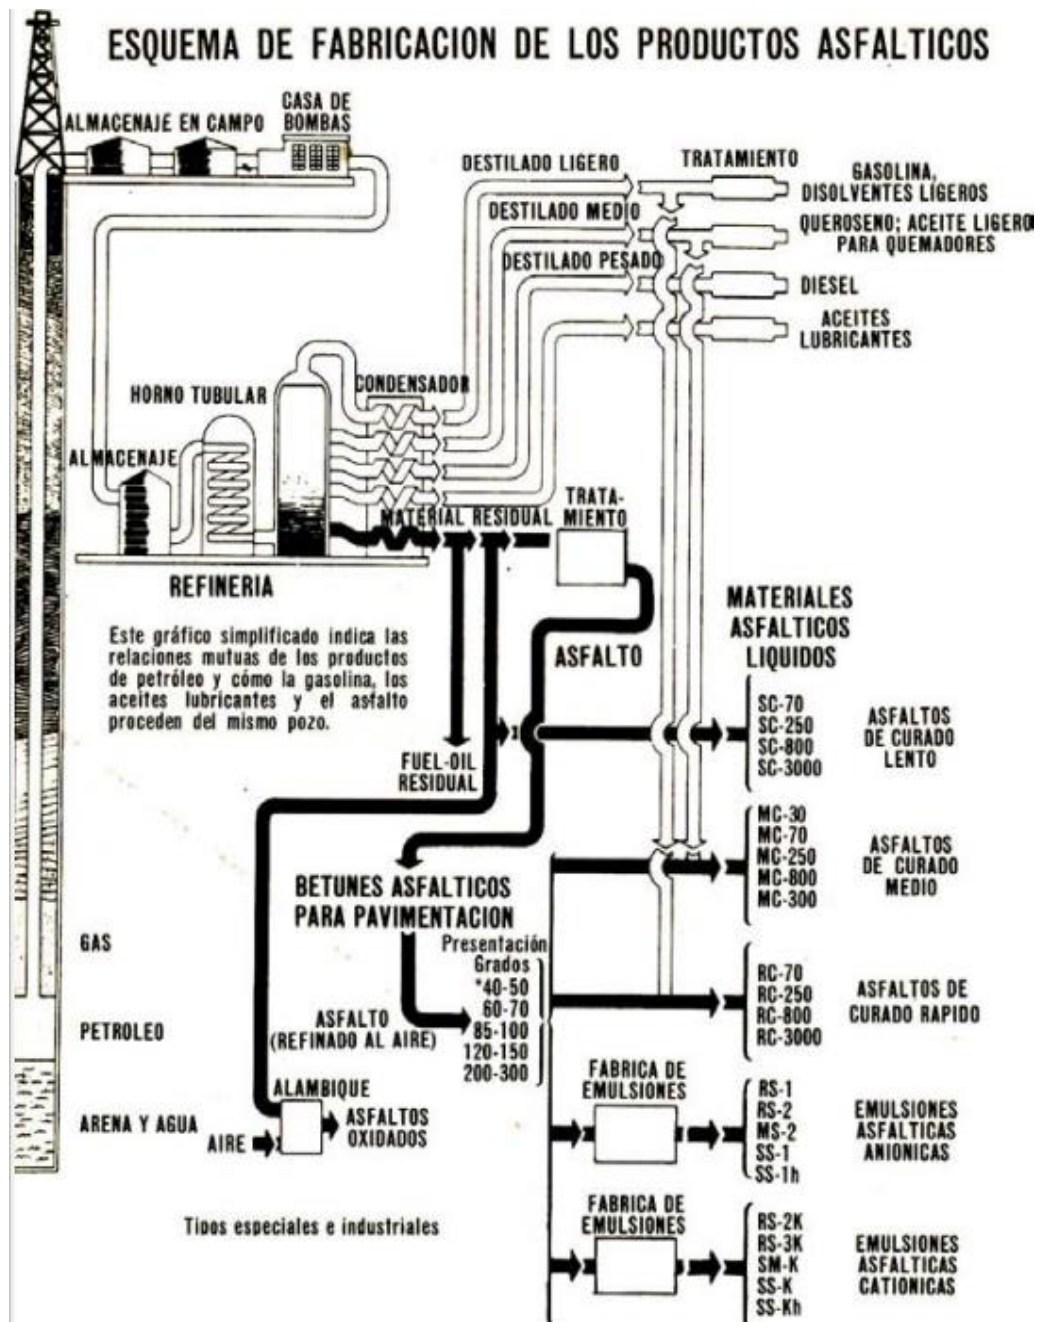 ESQUEMA DE FABRICACION DE LOS PRODUCTOS ASFALTICOS
ALMACENAJE EN CAMPO
CASA DE
BOMBAS
DESTILADO LIGERO
TRATAMIENTO
GASOLINA,
DISOLVENTES LIGEROS
DESTILADO MEDIO
QUEROSENO; ACEITE LIGERO
PARA QUEMADORES
DESTILADO PESADO
DIESEL
ACEITES
LUBRICANTES
HORNO TUBULAR
CONDENSADOR
ALMACENAJE
MATERIAL RESIDUAL
TRATA-
MIENTO
REFINERIA
Este gráfico simplificado indica las
relaciones mutuas de los productos
de petróleo y cómo la gasolina, los
aceites lubricantes y el asfalto
proceden del mismo pozo.
ASFALTO
FUEL-OIL
RESIDUAL
MATERIALES
ASFALTICOS
LIQUIDOS
SC-70
SC-250
SC-800
SC-3000
ASFALTOS
DE CURADO
LENTO
MC-30
MC-70
MC-250
MC-800
MC-300
ASFALTOS
DE CURADO
MEDIO
BETUNES ASFALTICOS
PARA PAVIMENTACION
Presentación
Grados
*40-50
60-70
85-100
120-150
200-300
GAS
PETROLEO
ARENA Y AGUA
ASFALTO
(REFINADO AL AIRE)
RC-70
RC-250
RC-800
RC-3000
ASFALTOS DE
CURADO RAPIDO
ALAMBIQUE
AIRE
ASFALTOS
OXIDADOS
FABRICA DE
EMULSIONES
RS-1
RS-2
MS-2
SS-1
SS-1h
EMULSIONES
ASFALTICAS
ANIONICAS
Tipos especiales e industriales
FABRICA DE
EMULSIONES
RS-2K
RS-3K
SM-K
SS-K
SS-Kh
EMULSIONES
ASFALTICAS
CATIONICAS